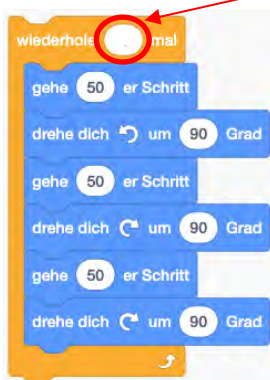 wiederhole mal
gehe 50 er Schritt
drehe dich um 90 Grad
gehe 50 er Schritt
drehe dich um 90 Grad
gehe 50 er Schritt
drehe dich um 90 Grad